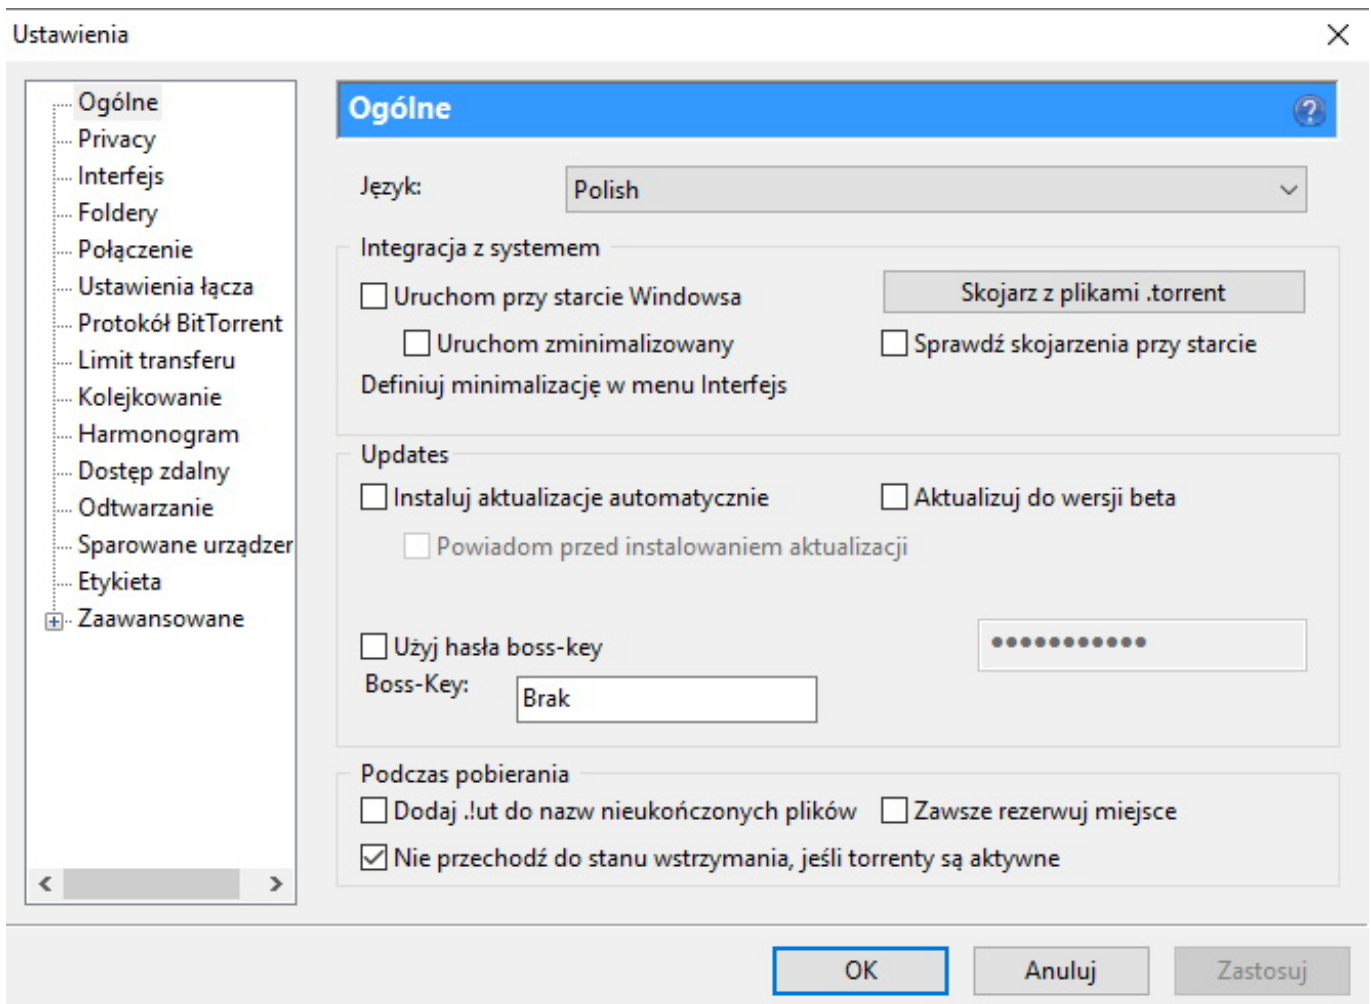 Ustawienia
Ogólne
Privacy
Interfejs
Foldery
Połączenie
Ustawienia łącza
Protokół BitTorrent
Limit transferu
Kolejkowanie
Harmonogram
Dostęp zdalny
Odtwarzanie
Sparowane urządzer
Etykieta
Zaawansowane
Ogólne
Język: Polish
Integracja z systemem
Uruchom przy starcie Windowsa Skojarz z plikami .torrent
Uruchom zminimalizowany Sprawdź skojarzenia przy starcie
Definiuj minimalizację w menu Interfejs
Updates
Instaluj aktualizacje automatycznie Aktualizuj do wersji beta
Powiadom przed instalowaniem aktualizacji
Użyj hasła boss-key •••••••••••
Boss-Key: Brak
Podczas pobierania
Dodaj .!ut do nazw nieukończonych plików Zawsze rezerwuj miejsce
Nie przechodź do stanu wstrzymania, jeśli torrenty są aktywne
OK Anuluj Zastosuj